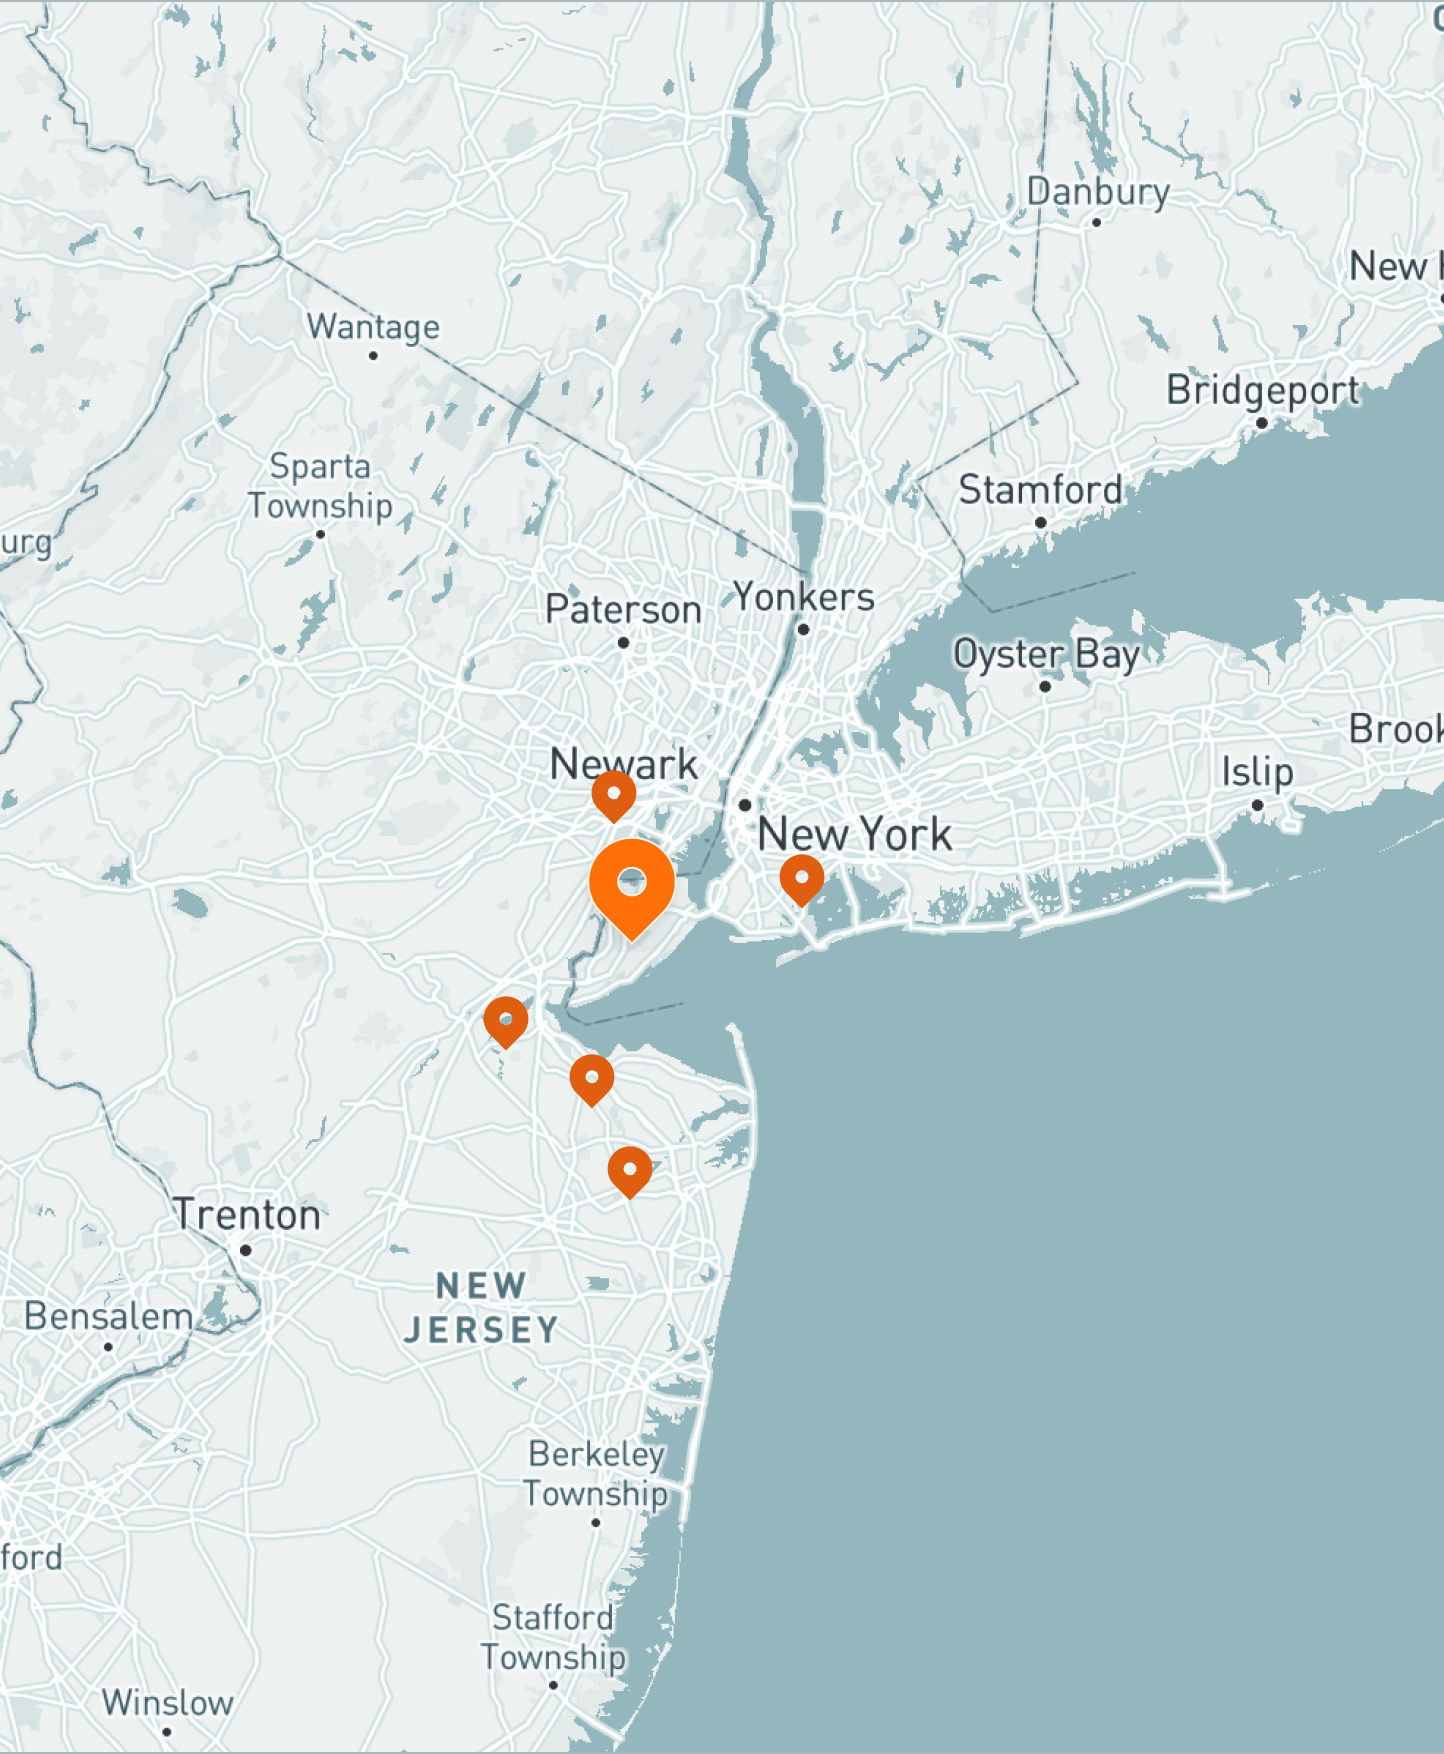 Danbury
New H
Wantage
Bridgeport
Sparta
Township
Stamford
urg
Paterson
Yonkers
Oyster Bay
Brook
Newark
Islip
New York
Trenton
NEW
JERSEY
Bensalem
Berkeley
Township
ford
Stafford
Township
Winslow